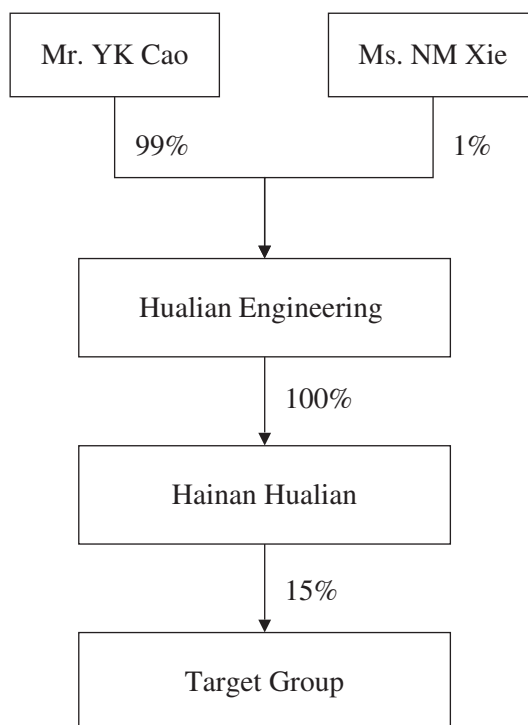 Mr. YK Cao
Ms. NM Xie
99%
1%
Hualian Engineering
100%
Hainan Hualian
15%
Target Group